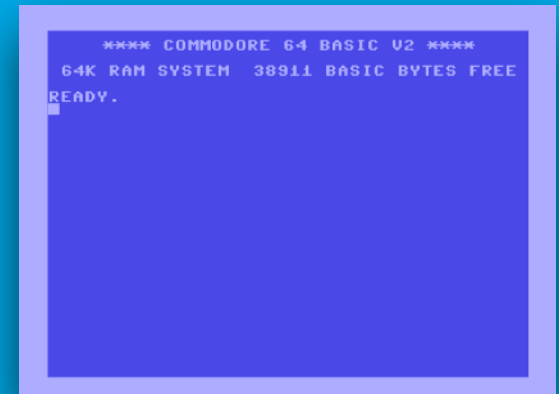 **** COMMODORE 64 BASIC V2 ****
64K RAM SYSTEM  38911 BASIC BYTES FREE
READY.